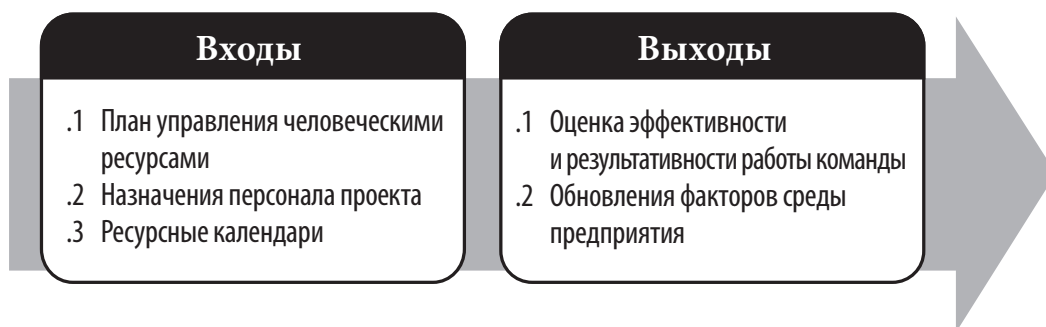 Входы
.1 План управления человеческими
ресурсами
.2 Назначения персонала проекта
.3 Ресурсные календари
Выходы
.1 Оценка эффективности
и результативности работы команды
.2 Обновления факторов среды
предприятия